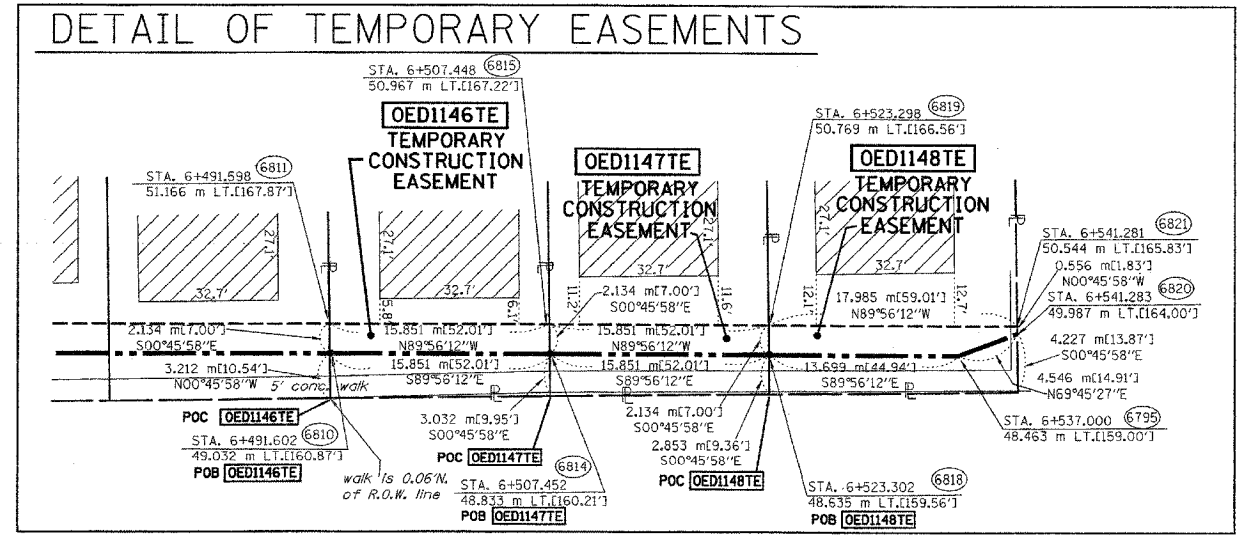 DETAIL OF TEMPORARY EASEMENTS
STA. 6+507.448 6815
50.967 m LT.[167.22']
OED1146TE
TEMPORARY
CONSTRUCTION
EASEMENT
STA. 6+491.598 6811
51.166 m LT.[167.87']
OED1147TE
TEMPORARY
CONSTRUCTION
EASEMENT
STA. 6+523.298 6819
50.769 m LT.[166.56']
OED1148TE
TEMPORARY
CONSTRUCTION
EASEMENT
STA. 6+541.281 6821
50.544 m LT.[165.83']
0.556 m[1.83']
N00°45'58"W
STA. 6+541.283 6820
49.987 m LT.[164.00']
27.1'
27.1'
27.1'
27.1'
32.7'
32.7'
32.7'
32.7'
5.8'
6.1'
11.2'
11.6'
12.1'
12.7'
2.134 m[7.00']
S00°45'58"E
17.985 m[59.01']
N89°56'12"W
2.134 m[7.00']
S00°45'58"E
15.851 m[52.01']
N89°56'12"W
15.851 m[52.01']
N89°56'12"W
4.227 m[13.87']
S00°45'58"E
3.212 m[10.54']
N00°45'58"W
5' conc. walk
15.851 m[52.01']
S89°56'12"E
15.851 m[52.01']
S89°56'12"E
13.699 m[44.94']
S89°56'12"E
4.546 m[14.91']
N69°45'27"E
POC OED1146TE
STA. 6+491.602 6810
49.032 m LT.[160.87']
POB OED1146TE
walk is 0.06'N.
of R.O.W. line
3.032 m[9.95']
S00°45'58"E
POC OED1147TE
STA. 6+507.452 6814
48.833 m LT.[160.21']
POB OED1147TE
2.134 m[7.00']
S00°45'58"E
2.853 m[9.36']
S00°45'58"E
POC OED1148TE
STA. 6+523.302 6818
48.635 m LT.[159.56']
POB OED1148TE
STA. 6+537.000 6795
48.463 m LT.[159.00']